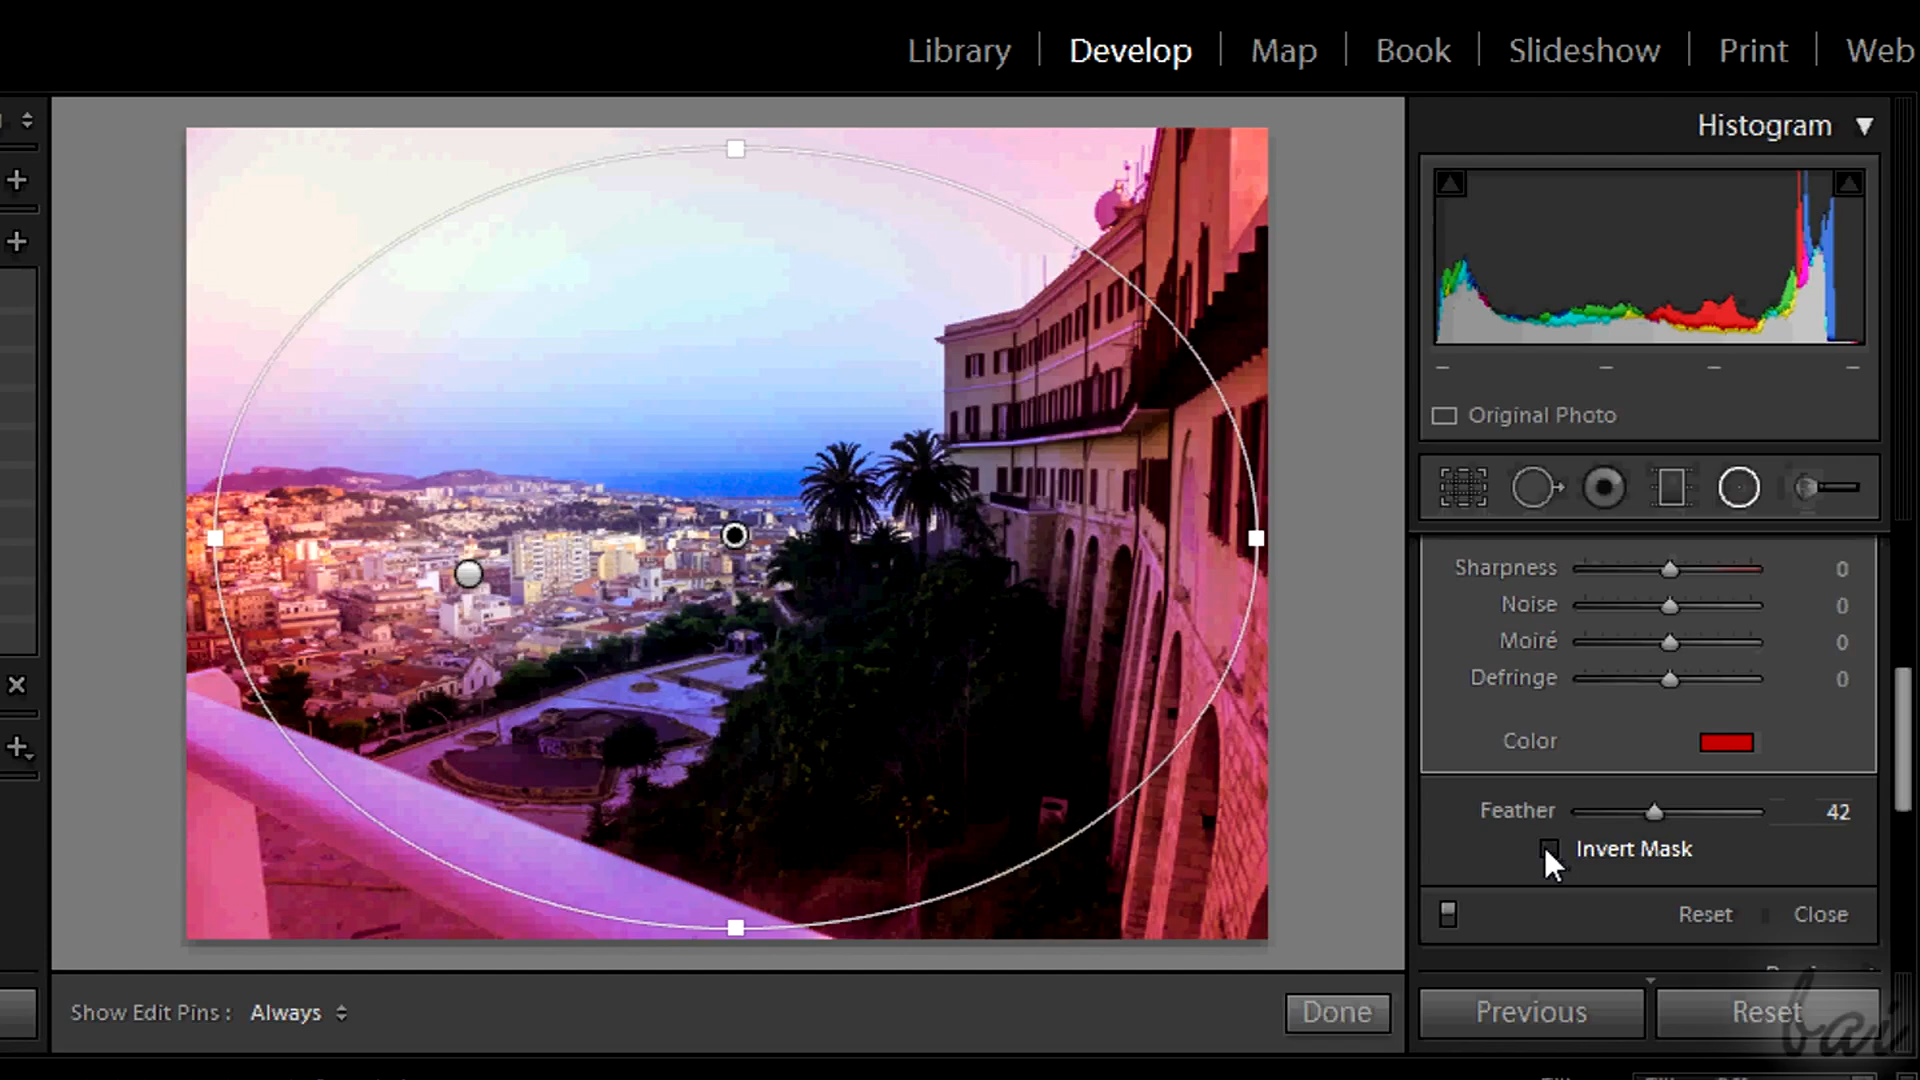 Library | Develop | Map | Book | Slideshow | Print | Web
Histogram
Original Photo
Sharpness 0
Noise 0
Moiré 0
Defringe 0
Color
Feather 42
Invert Mask
Reset Close
Show Edit Pins : Always
Done
Previous Reset